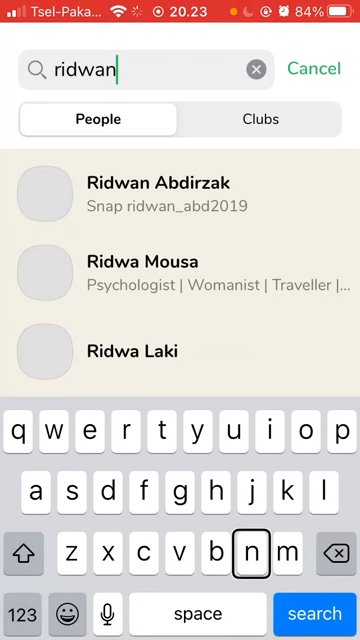 Tsel-Paka... 20.23 84%
ridwan Cancel
People Clubs
Ridwan Abdirzak
Snap ridwan_abd2019
Ridwa Mousa
Psychologist | Womanist | Traveller |...
Ridwa Laki
q w e r t y u i o p
a s d f g h j k l
z x c v b n m
123 space search